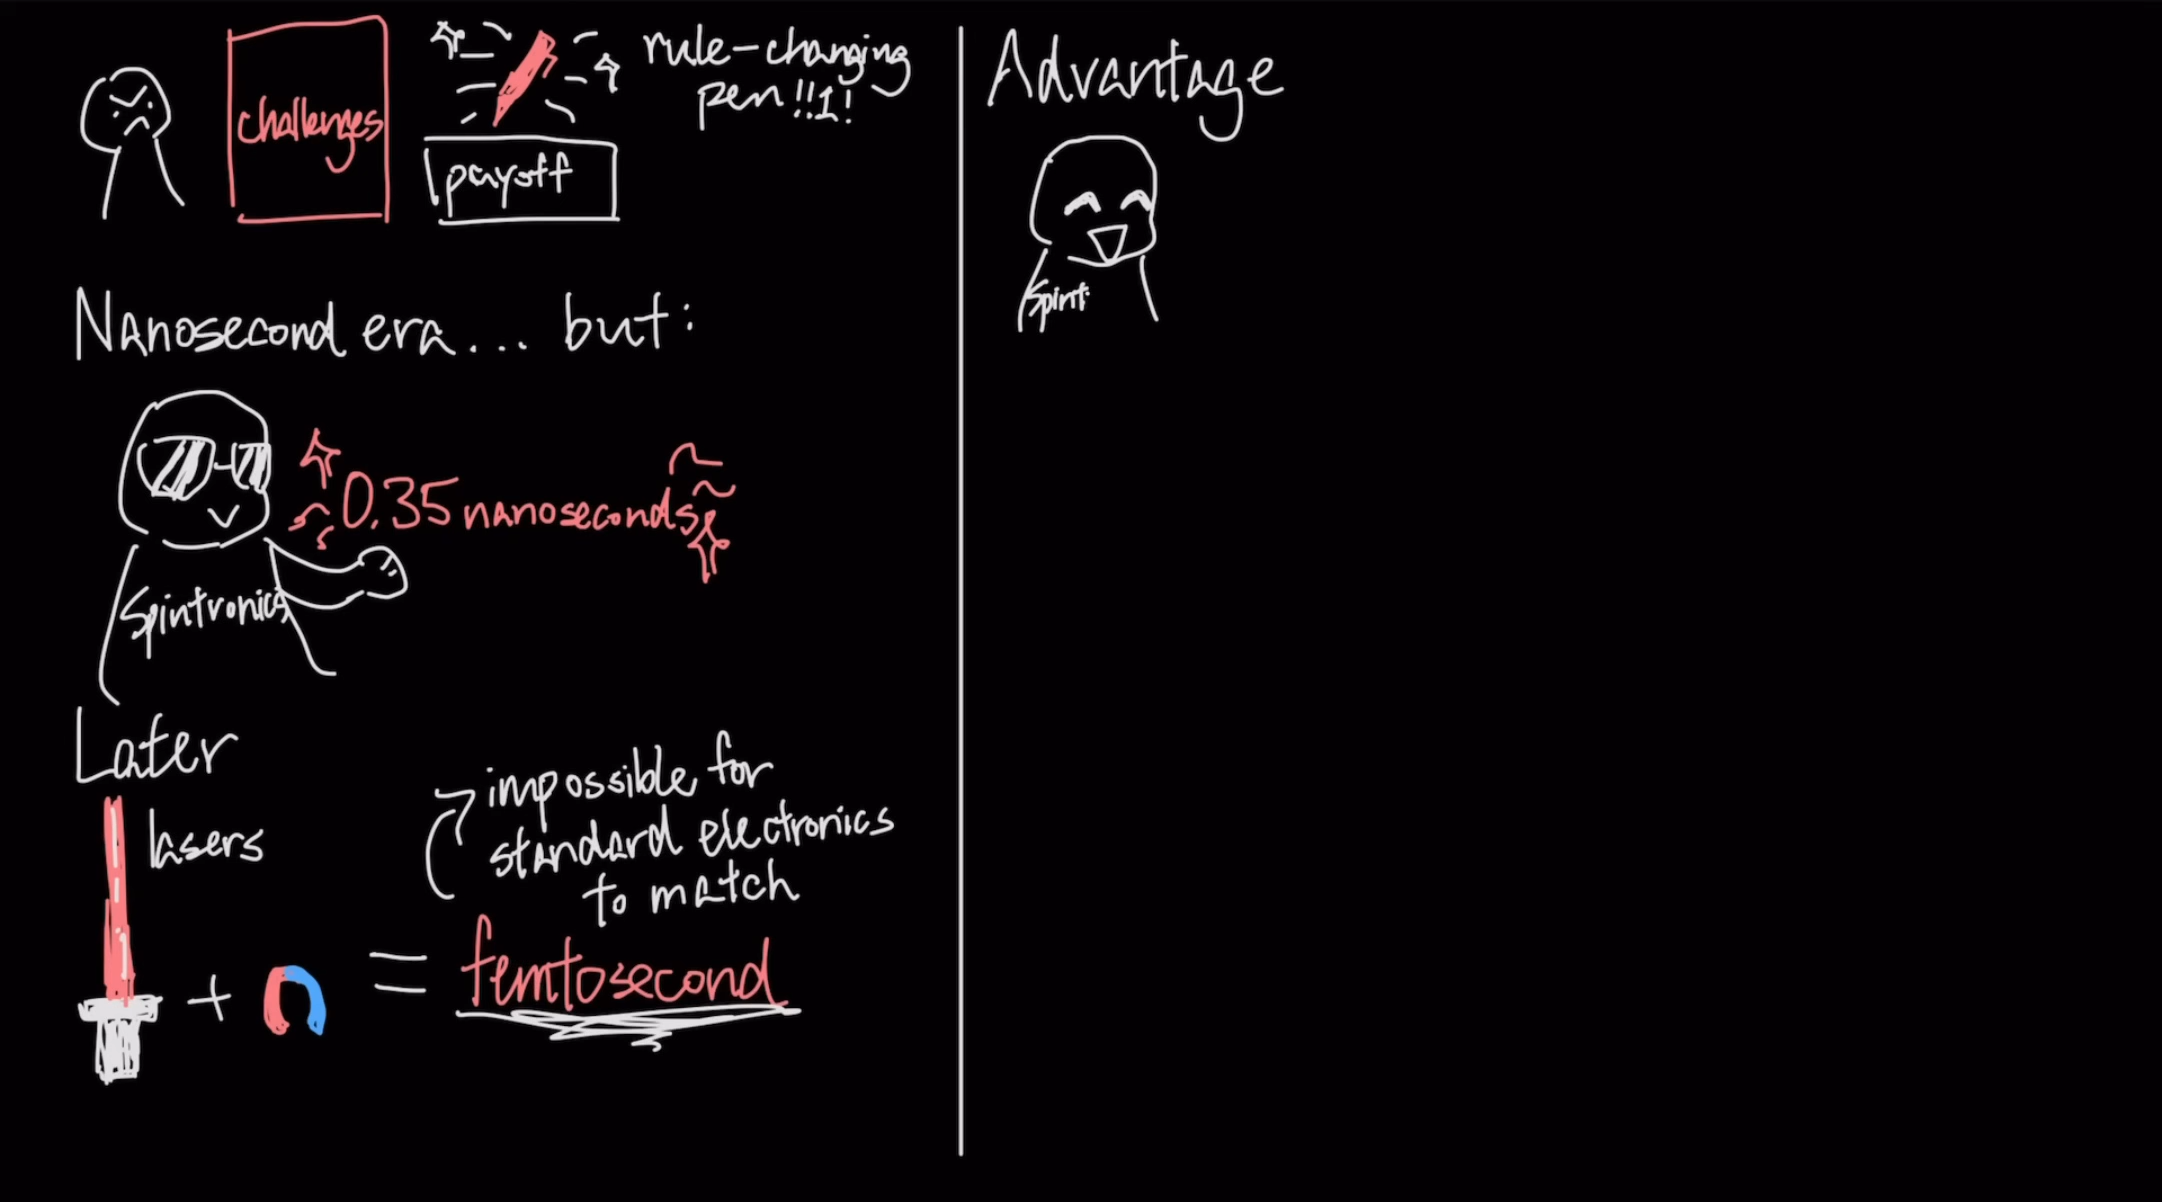 challenges
payoff
rule-changing
pen!!1!
Nanosecond era... but:
0.35 nanoseconds
Spintronics
Later
lasers
impossible for
standard electronics
to match
+
=
femtosecond
Advantage
Spint